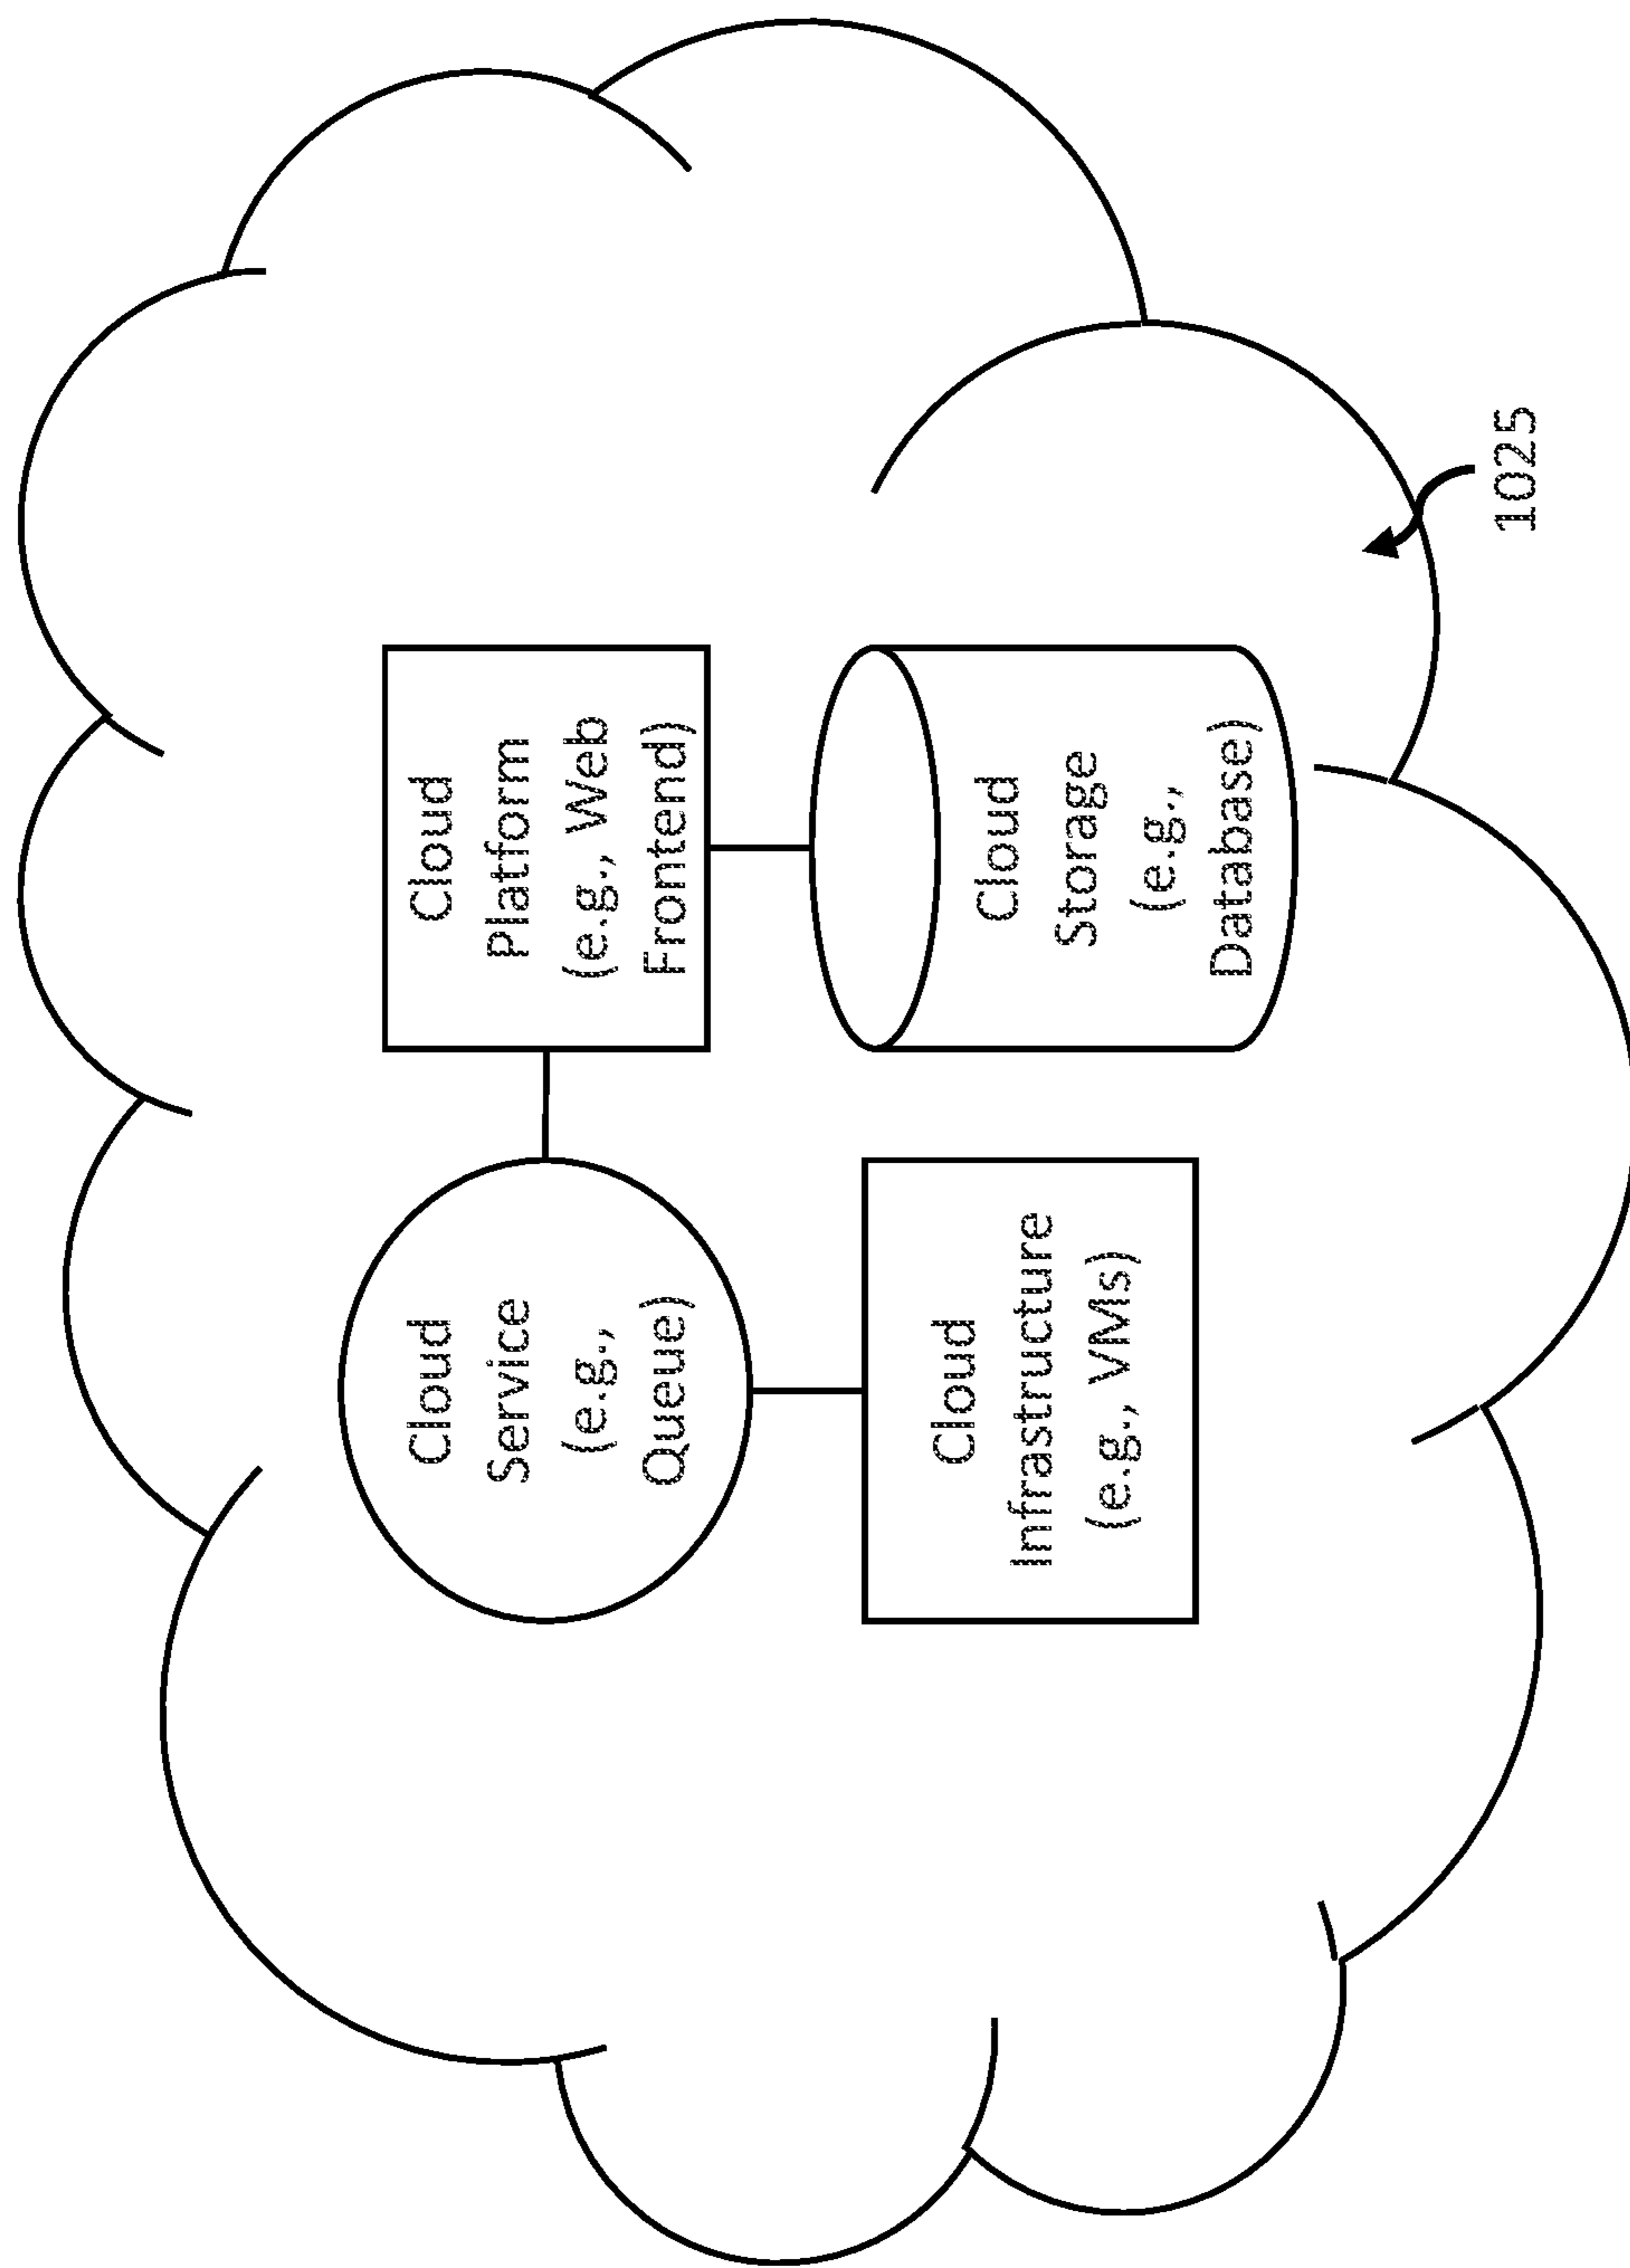 Cloud
Service
(e.g.,
Queue)
Cloud
Platform
(e.g., Web
Frontend)
Cloud
Infrastructure
(e.g., VMs)
Cloud
Storage
(e.g.,
Database)
1025